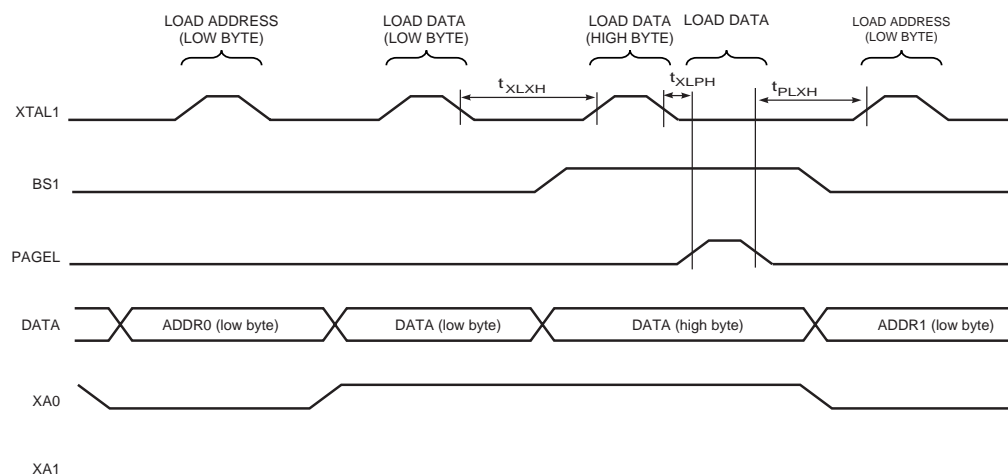 LOAD ADDRESS
(LOW BYTE)
LOAD DATA
(LOW BYTE)
LOAD DATA
(HIGH BYTE)
LOAD DATA
LOAD ADDRESS
(LOW BYTE)
tXLXH
tXLPH
tPLXH
XTAL1
BS1
PAGEL
DATA
ADDR0 (low byte)
DATA (low byte)
DATA (high byte)
ADDR1 (low byte)
XA0
XA1